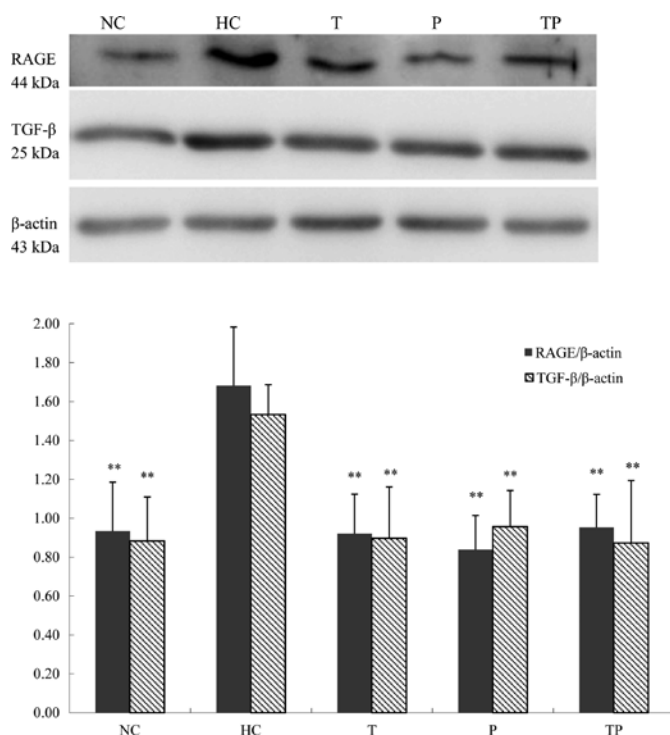 NC HC T P TP
RAGE
44 kDa
TGF-β
25 kDa
β-actin
43 kDa
2.00
1.80
1.60
1.40
1.20
1.00
0.80
0.60
0.40
0.20
0.00
RAGE/β-actin
TGF-β/β-actin
** ** ** ** ** ** ** **
NC HC T P TP